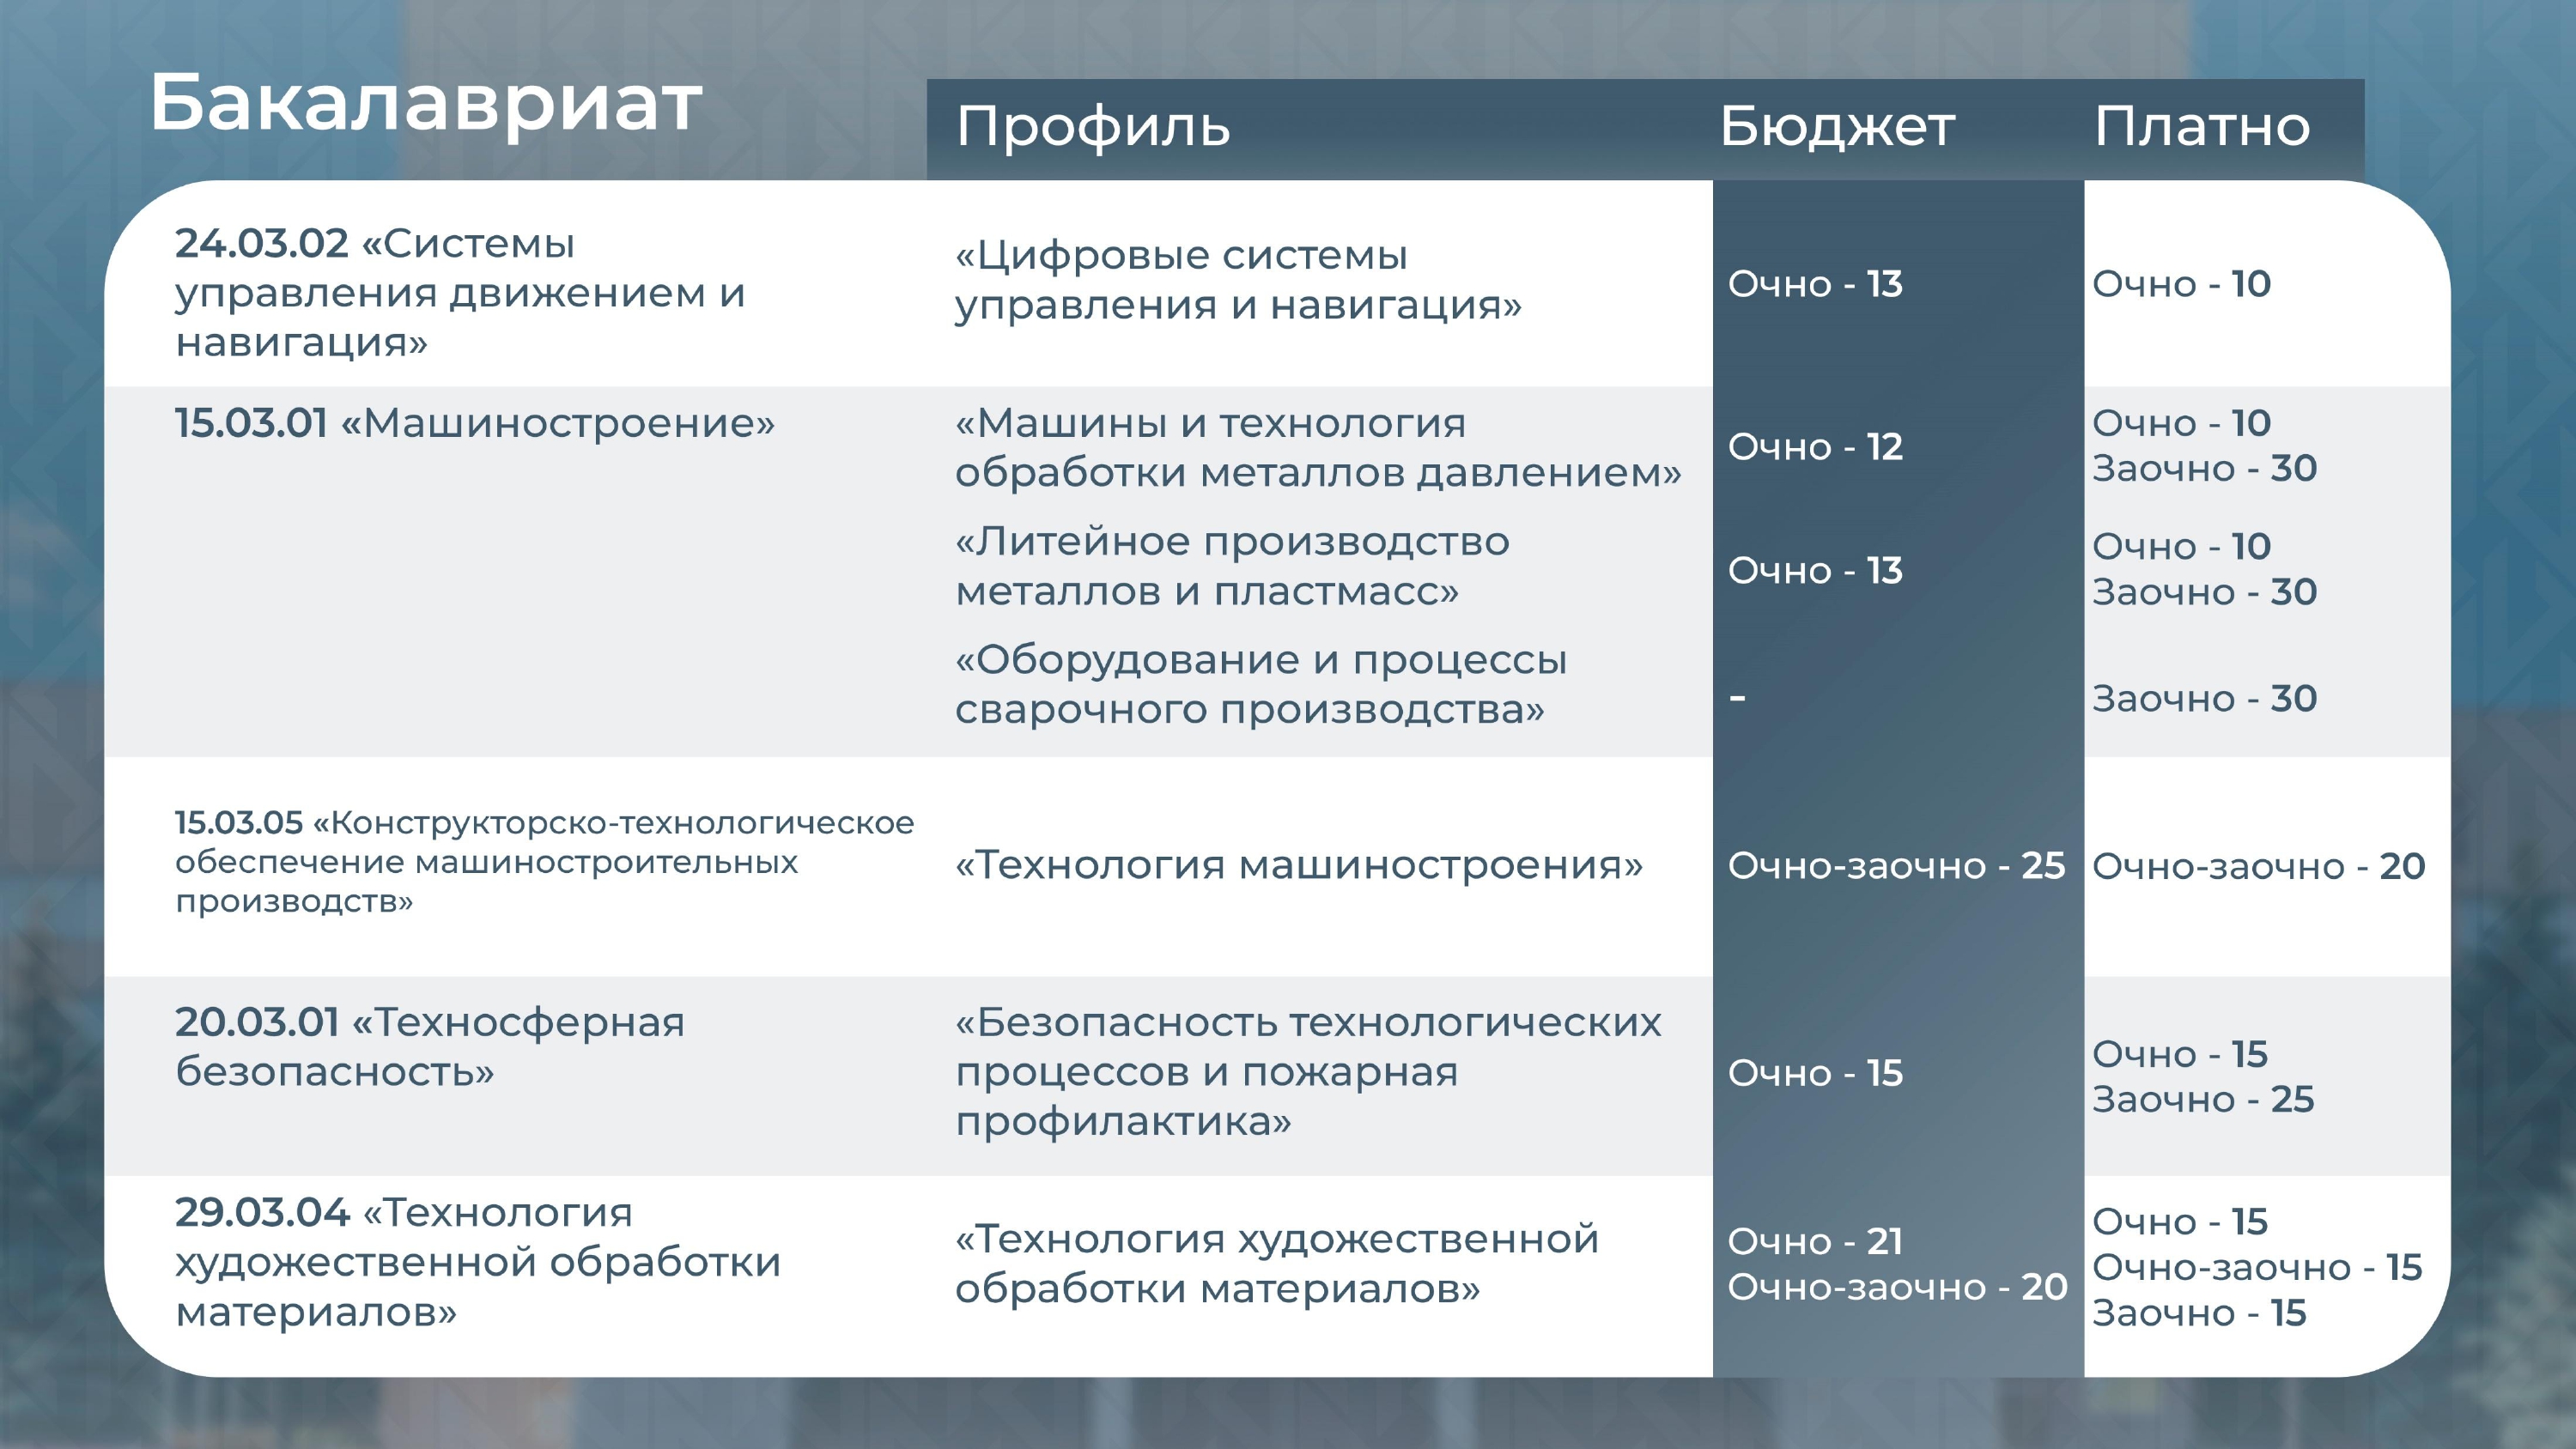 Бакалавриат
Профиль
Бюджет
Платно
24.03.02 «Системы
управления движением и
навигация»
«Цифровые системы
управления и навигация»
Очно - 13
Очно - 10
15.03.01 «Машиностроение»
«Машины и технология
обработки металлов давлением»
Очно - 12
Очно - 10
Заочно - 30
«Литейное производство
металлов и пластмасс»
Очно - 13
Очно - 10
Заочно - 30
«Оборудование и процессы
сварочного производства»
-
Заочно - 30
15.03.05 «Конструкторско-технологическое
обеспечение машиностроительных
производств»
«Технология машиностроения»
Очно-заочно - 25
Очно-заочно - 20
20.03.01 «Техносферная
безопасность»
«Безопасность технологических
процессов и пожарная
профилактика»
Очно - 15
Очно - 15
Заочно - 25
29.03.04 «Технология
художественной обработки
материалов»
«Технология художественной
обработки материалов»
Очно - 21
Очно-заочно - 20
Очно - 15
Очно-заочно - 15
Заочно - 15